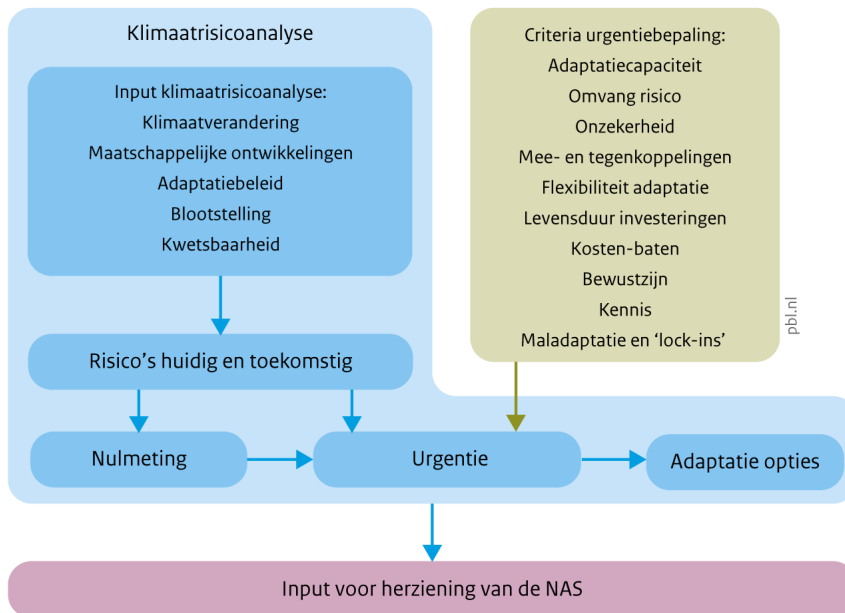 Klimaatrisicoanalyse
Input klimaatrisicoanalyse:
Klimaatverandering
Maatschappelijke ontwikkelingen
Adaptatiebeleid
Blootstelling
Kwetsbaarheid
Criteria urgentiebepaling:
Adaptatiecapaciteit
Omvang risico
Onzekerheid
Mee- en tegenkoppelingen
Flexibiliteit adaptatie
Levensduur investeringen
Kosten-baten
Bewustzijn
Kennis
Maladaptatie en ‘lock-ins’
pbl.nl
Risico’s huidig en toekomstig
Nulmeting
Urgentie
Adaptatie opties
Input voor herziening van de NAS